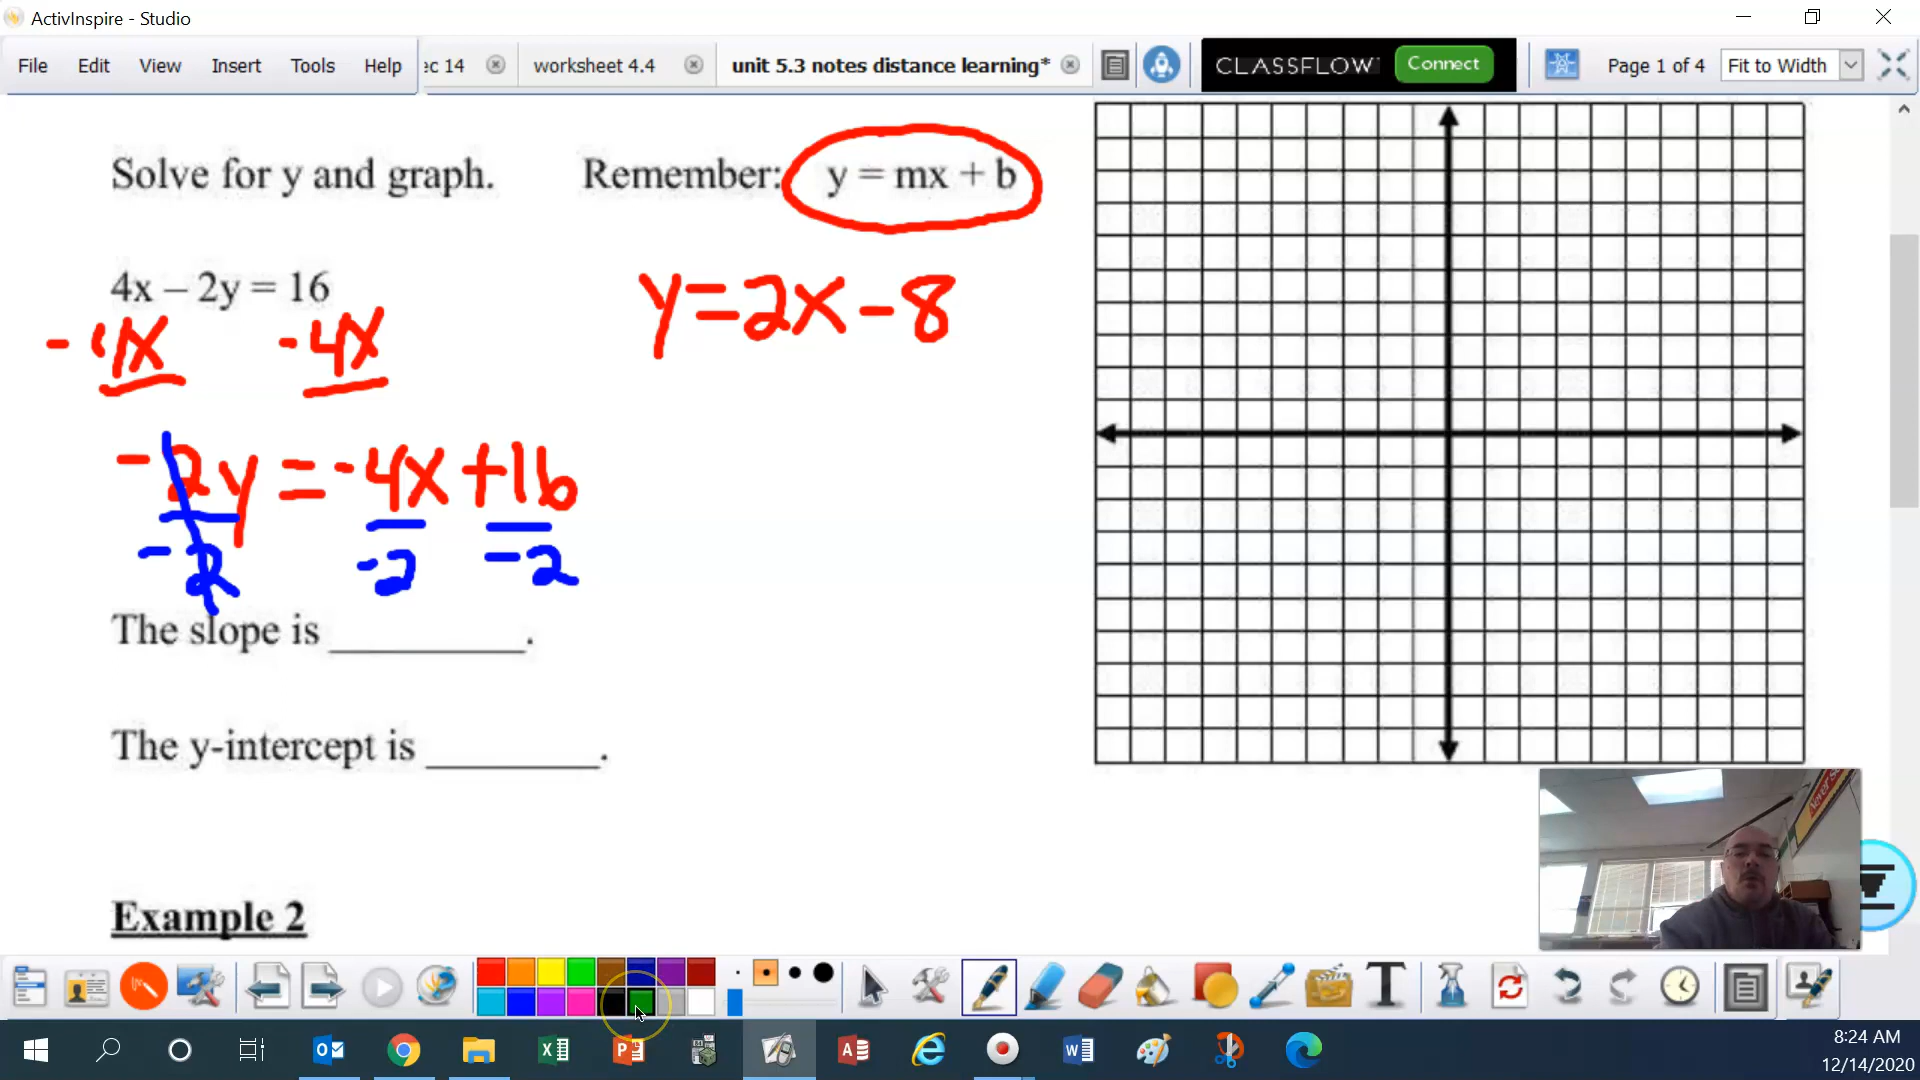 ActivInspire - Studio
File Edit View Insert Tools Help ec 14 worksheet 4.4 unit 5.3 notes distance learning* CLASSFLOW Connect Page 1 of 4 Fit to Width
Solve for y and graph. Remember: y = mx + b
4x – 2y = 16 y=2x-8
-4x -4x
-2y = -4x +16
-2 -2 -2
The slope is __________.
The y-intercept is ________.
Example 2
8:24 AM
12/14/2020